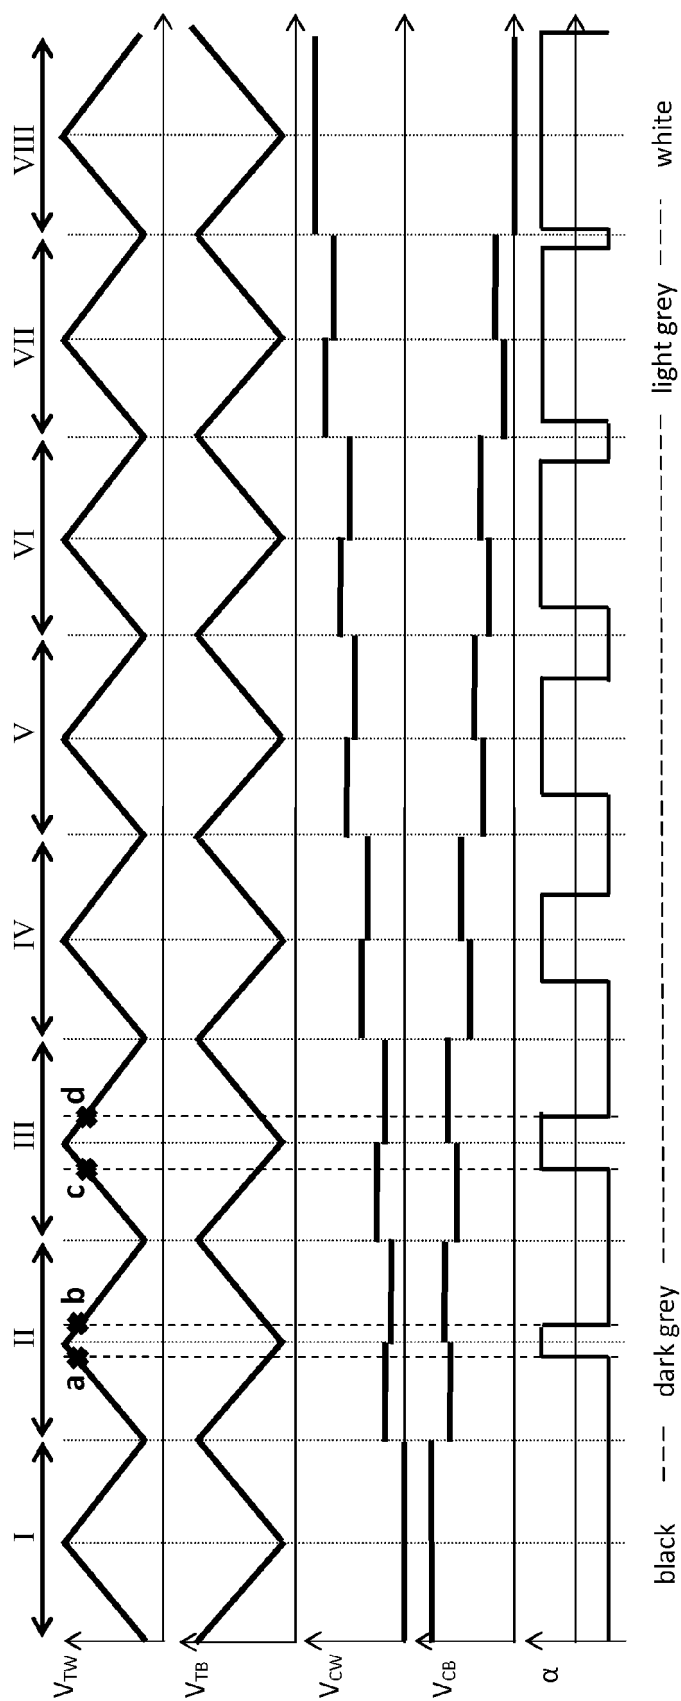 I II III IV V VI VII VIII
V_TW
a b c d
V_TB
V_CW
V_CB
α
black dark grey light grey white